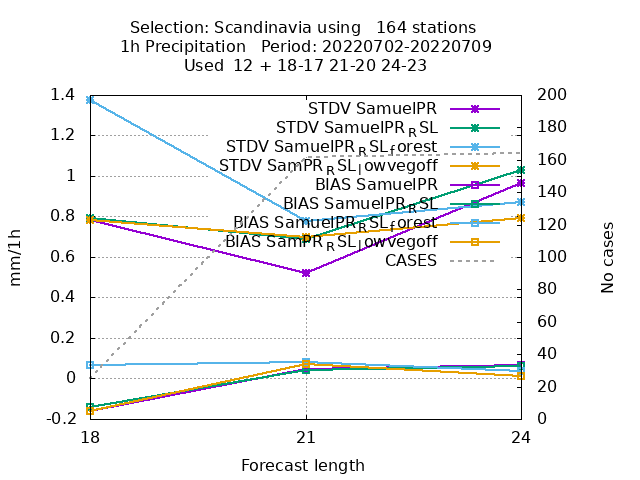 Selection: Scandinavia using   164 stations
1h Precipitation   Period: 20220702-20220709
Used  12 + 18-17 21-20 24-23
1.4
1.2
1
0.8
0.6
0.4
0.2
0
-0.2
200
180
160
140
120
100
80
60
40
20
0
mm/1h
No cases
STDV SamuelPR
STDV SamuelPR_RSL
STDV SamuelPR_RSL_forest
STDV SamPR_RSL_lowvegoff
BIAS SamuelPR
BIAS SamuelPR_RSL
BIAS SamuelPR_RSL_forest
BIAS SamPR_RSL_lowvegoff
CASES
18
21
24
Forecast length